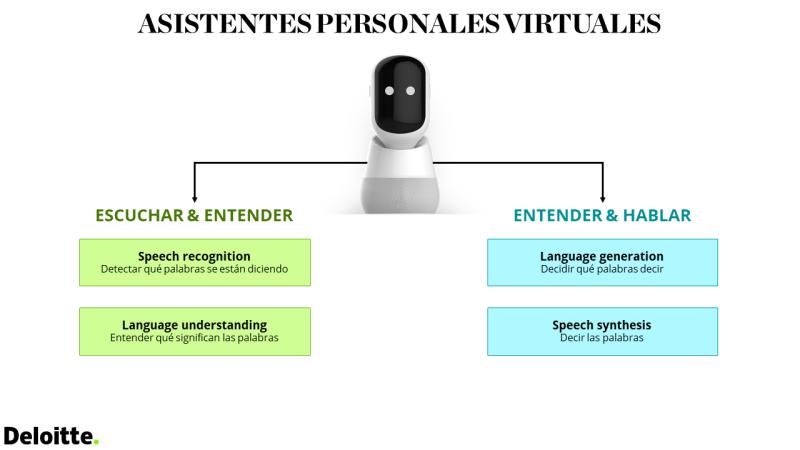 ASISTENTES PERSONALES VIRTUALES
ESCUCHAR & ENTENDER
Speech recognition
Detectar qué palabras se están diciendo
Language understanding
Entender qué significan las palabras
ENTENDER & HABLAR
Language generation
Decidir qué palabras decir
Speech synthesis
Decir las palabras
Deloitte.